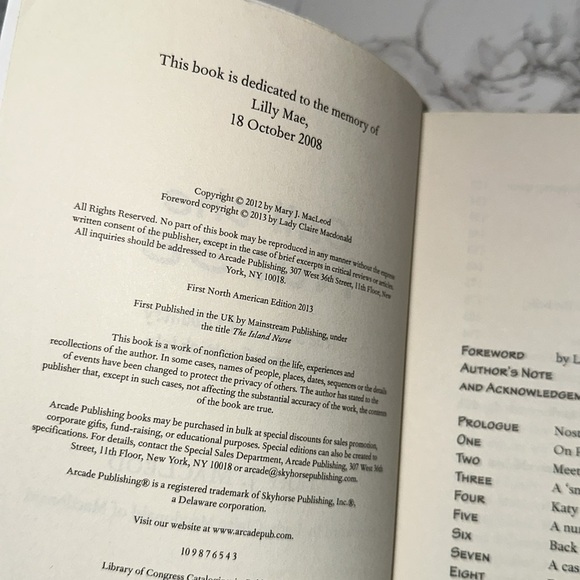 This book is dedicated to the memory of
Lilly Mae,
18 October 2008
Copyright © 2012 by Mary J. MacLeod
Foreword copyright © 2013 by Lady Claire Macdonald
All Rights Reserved. No part of this book may be reproduced in any manner without the express
written consent of the publisher, except in the case of brief excerpts in critical reviews or articles.
All inquiries should be addressed to Arcade Publishing, 307 West 36th Street, 11th Floor, New
York, NY 10018.
First North American Edition 2013
First Published in the UK by Mainstream Publishing, under
the title The Island Nurse
This book is a work of nonfiction based on the life, experiences and
recollections of the author. In some cases, names of people, places, dates, sequences or the details
of events have been changed to protect the privacy of others. The author has stated to the
publisher that, except in such cases, not affecting the substantial accuracy of the work, the contents
of the book are true.
Arcade Publishing books may be purchased in bulk at special discounts for sales promotion,
corporate gifts, fund-raising, or educational purposes. Special editions can also be created to
specifications. For details, contact the Special Sales Department, Arcade Publishing, 307 West 36th
Street, 11th Floor, New York, NY 10018 or arcade@skyhorsepublishing.com.
Arcade Publishing® is a registered trademark of Skyhorse Publishing, Inc.®,
a Delaware corporation.
Visit our website at www.arcadepub.com.
10 9 8 7 6 5 4 3
Library of Congress
FOREWORD by L
AUTHOR'S NOTE
AND ACKNOWLEDGEM
PROLOGUE Nost
ONE On
TWO Meet
THREE A 'sn
FOUR Katy
FIVE A nu
SIX Back
SEVEN A cas
EIGHT